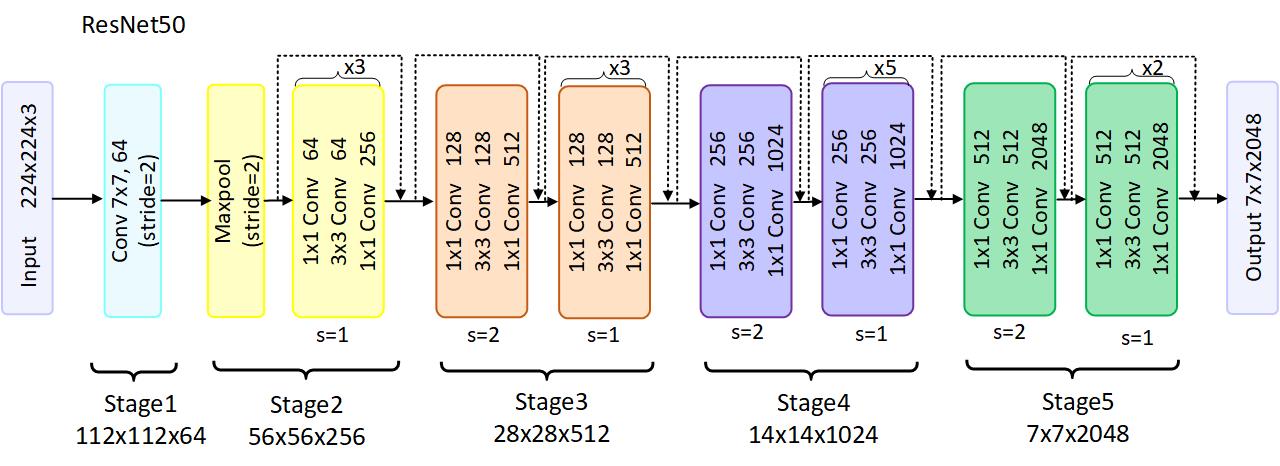 ResNet50
Input 224x224x3
Conv 7x7, 64
(stride=2)
Maxpool
(stride=2)
x3
1x1 Conv 64
3x3 Conv 64
1x1 Conv 256
s=1
1x1 Conv 128
3x3 Conv 128
1x1 Conv 512
s=2
x3
1x1 Conv 128
3x3 Conv 128
1x1 Conv 512
s=1
1x1 Conv 256
3x3 Conv 256
1x1 Conv 1024
s=2
x5
1x1 Conv 256
3x3 Conv 256
1x1 Conv 1024
s=1
1x1 Conv 512
3x3 Conv 512
1x1 Conv 2048
s=2
x2
1x1 Conv 512
3x3 Conv 512
1x1 Conv 2048
s=1
Output 7x7x2048
Stage1
112x112x64
Stage2
56x56x256
Stage3
28x28x512
Stage4
14x14x1024
Stage5
7x7x2048